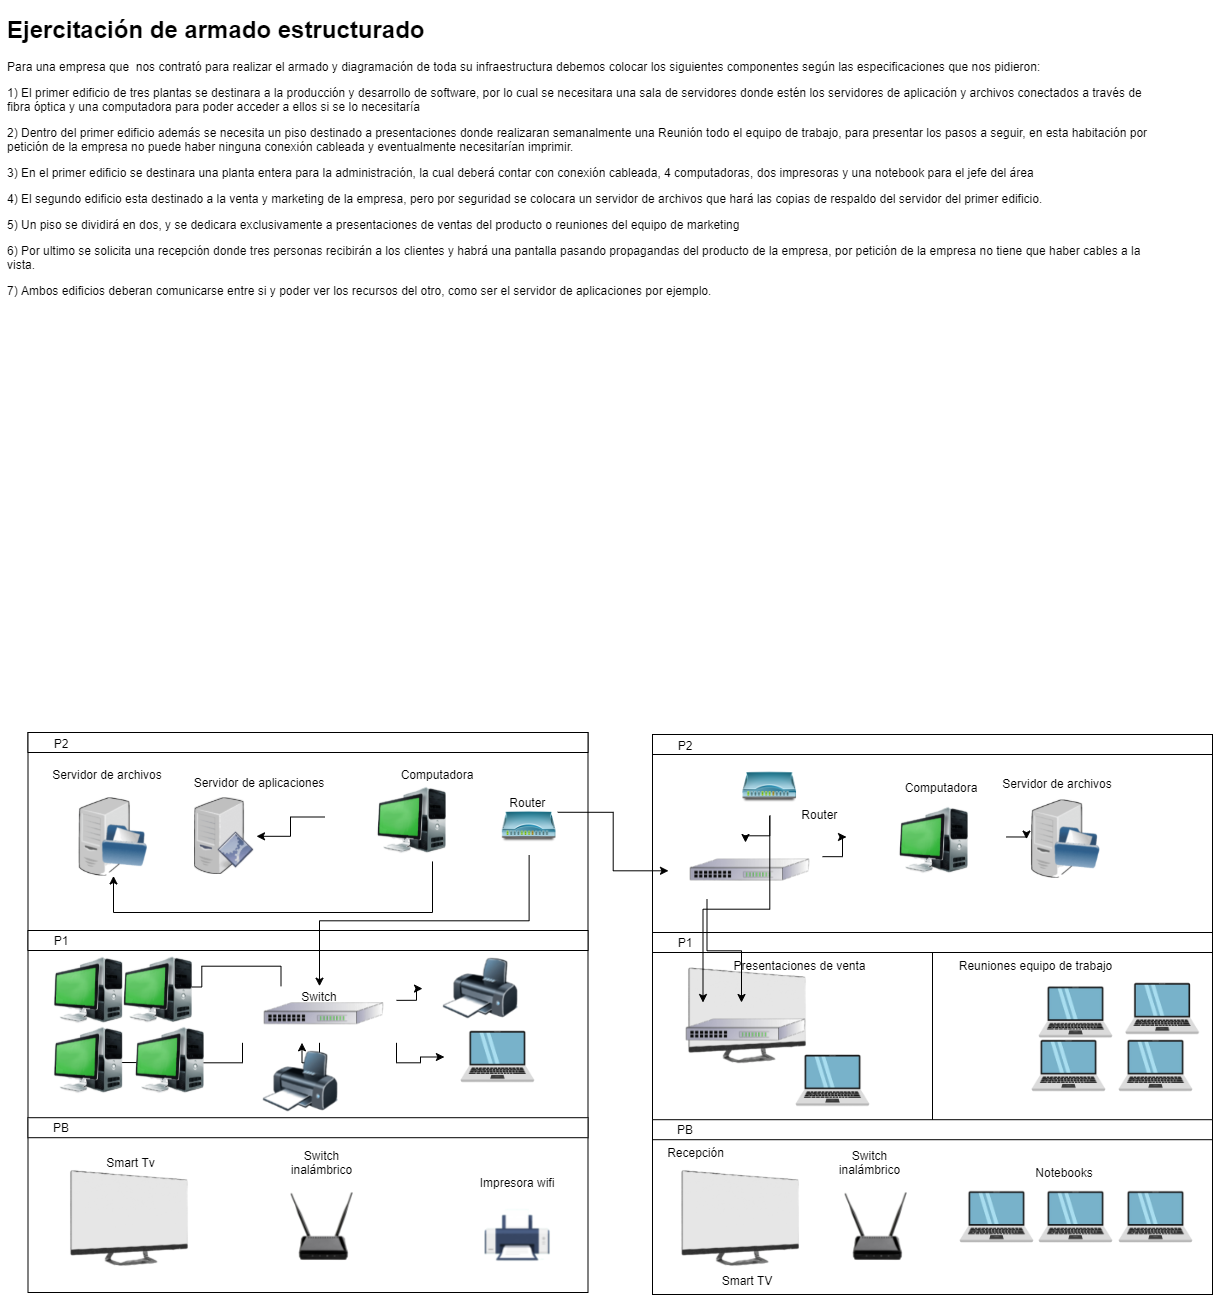 Ejercitación de armado estructurado
Para una empresa que  nos contrató para realizar el armado y diagramación de toda su infraestructura debemos colocar los siguientes componentes según las especificaciones que nos pidieron:
1) El primer edificio de tres plantas se destinara a la producción y desarrollo de software, por lo cual se necesitara una sala de servidores donde estén los servidores de aplicación y archivos conectados a través de
fibra óptica y una computadora para poder acceder a ellos si se lo necesitaría
2) Dentro del primer edificio además se necesita un piso destinado a presentaciones donde realizaran semanalmente una Reunión todo el equipo de trabajo, para presentar los pasos a seguir, en esta habitación por
petición de la empresa no puede haber ninguna conexión cableada y eventualmente necesitarían imprimir.
3) En el primer edificio se destinara una planta entera para la administración, la cual deberá contar con conexión cableada, 4 computadoras, dos impresoras y una notebook para el jefe del área
4) El segundo edificio esta destinado a la venta y marketing de la empresa, pero por seguridad se colocara un servidor de archivos que hará las copias de respaldo del servidor del primer edificio.
5) Un piso se dividirá en dos, y se dedicara exclusivamente a presentaciones de ventas del producto o reuniones del equipo de marketing
6) Por ultimo se solicita una recepción donde tres personas recibirán a los clientes y habrá una pantalla pasando propagandas del producto de la empresa, por petición de la empresa no tiene que haber cables a la
vista.
7) Ambos edificios deberan comunicarse entre si y poder ver los recursos del otro, como ser el servidor de aplicaciones por ejemplo.
P2
Servidor de archivos
Servidor de aplicaciones
Computadora
Router
P1
Switch
PB
Smart Tv
Switch
inalámbrico
Impresora wifi
P2
Router
Computadora
Servidor de archivos
P1
Presentaciones de venta
Reuniones equipo de trabajo
PB
Recepción
Switch
inalámbrico
Notebooks
Smart TV